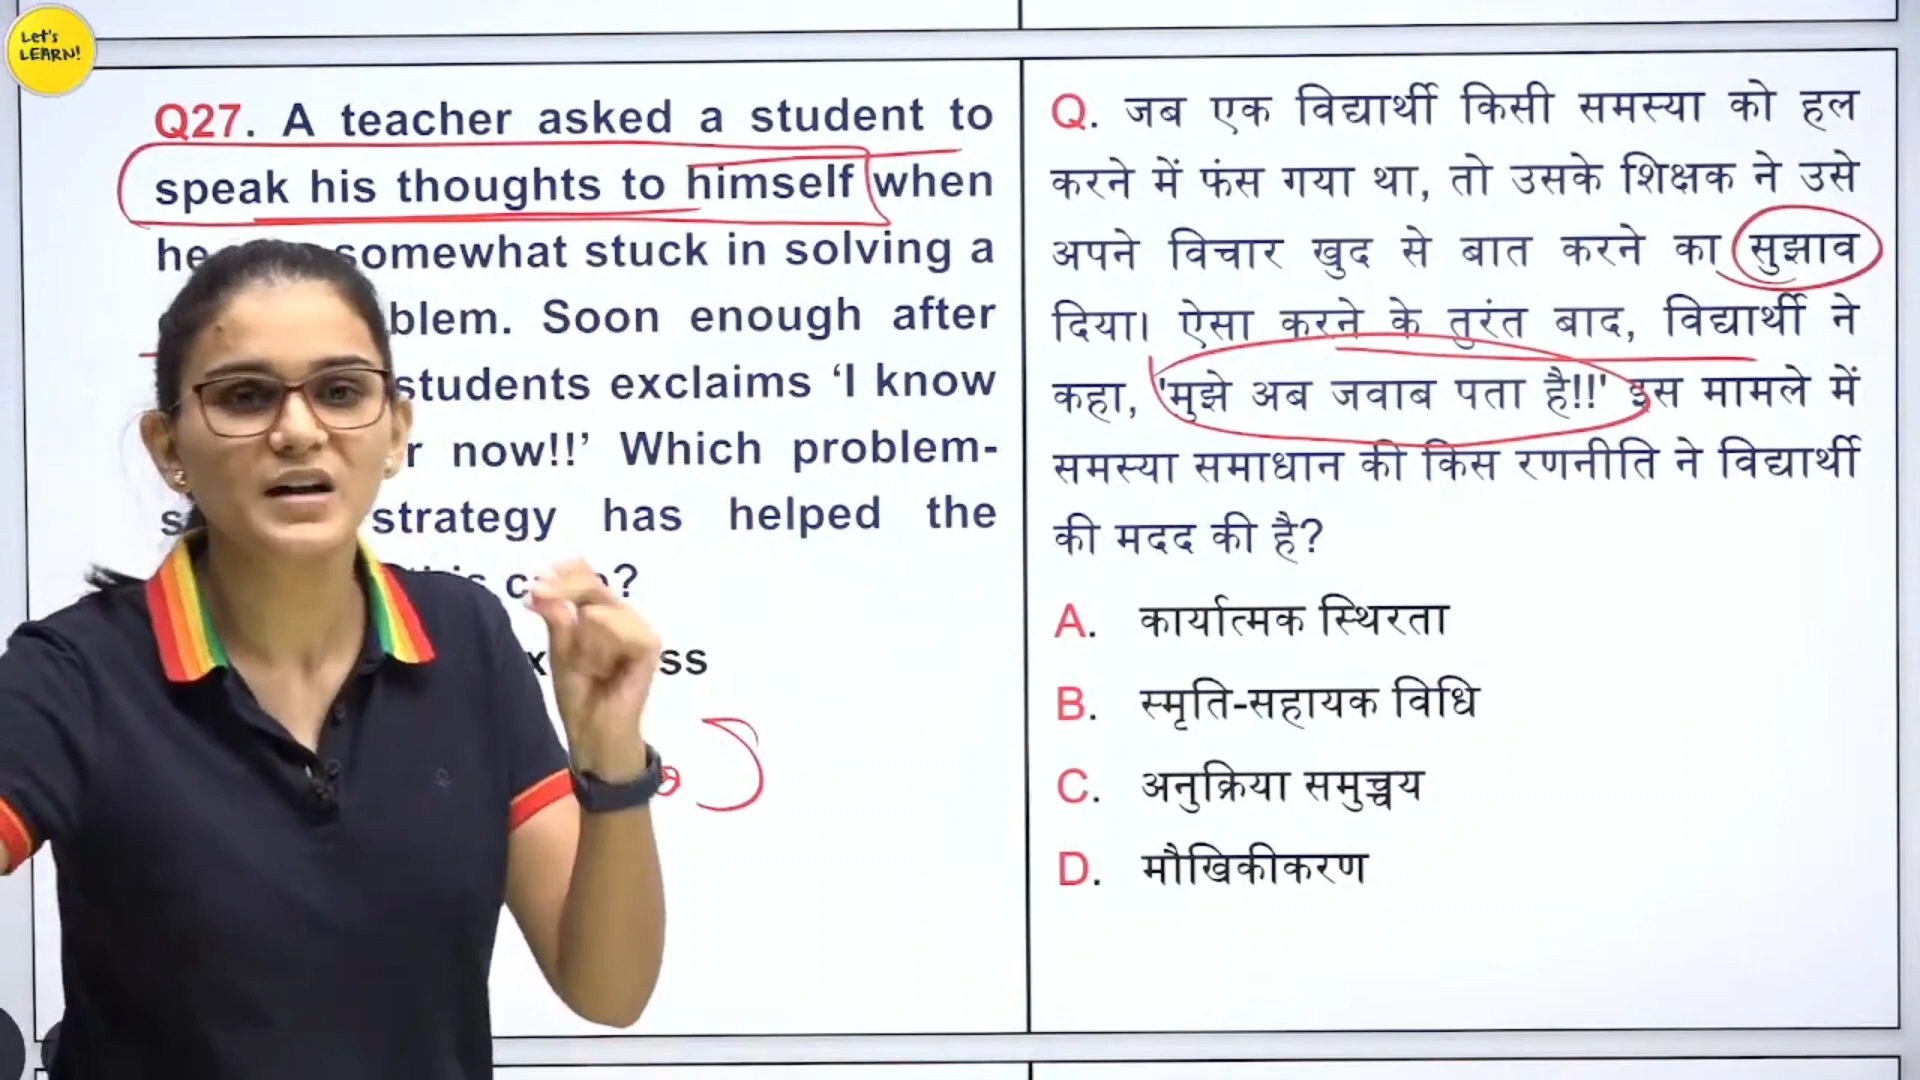 Let's
LEARN!
Q27. A teacher asked a student to
speak his thoughts to himself when
he somewhat stuck in solving a
blem. Soon enough after
students exclaims ‘I know
r now!!’ Which problem-
strategy has helped the
this ?
ss
Q. जब एक विद्यार्थी किसी समस्या को हल
करने में फंस गया था, तो उसके शिक्षक ने उसे
अपने विचार खुद से बात करने का सुझाव
दिया। ऐसा करने के तुरंत बाद, विद्यार्थी ने
कहा, 'मुझे अब जवाब पता है!!' इस मामले में
समस्या समाधान की किस रणनीति ने विद्यार्थी
की मदद की है?
A. कार्यात्मक स्थिरता
B. स्मृति-सहायक विधि
C. अनुक्रिया समुच्चय
D. मौखिकीकरण